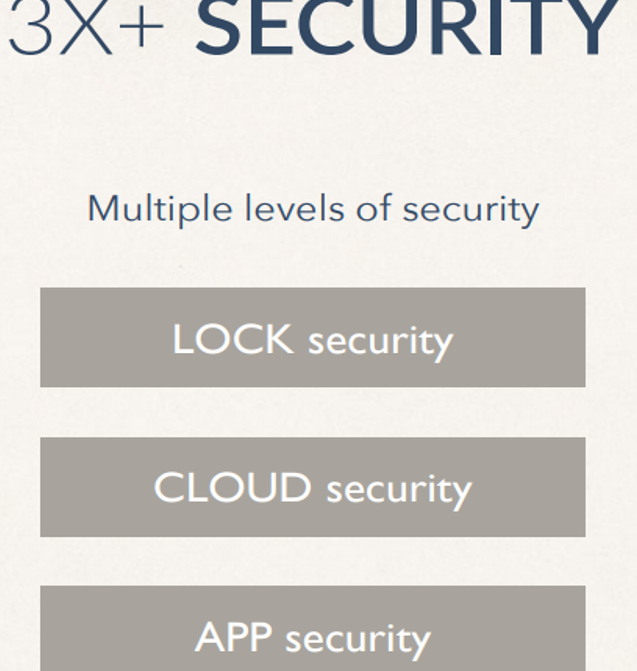 3X+ SECURITY
Multiple levels of security
LOCK security
CLOUD security
APP security